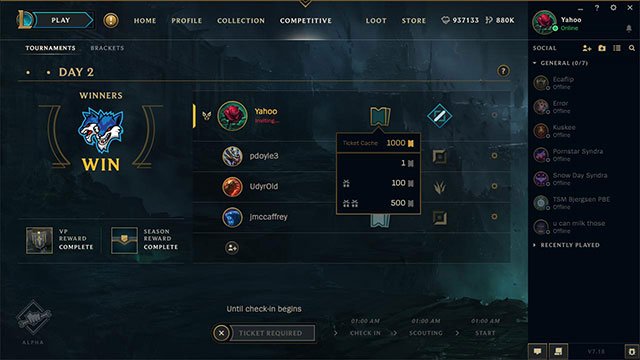 PLAY
HOME PROFILE COLLECTION COMPETITIVE LOOT STORE 937133 880K
Yahoo
Online
TOURNAMENTS BRACKETS
SOCIAL
GENERAL (0/7)
DAY 2
?
Ecaflip
Offline
WINNERS
WIN
Yahoo
Inviting...
Error
Offline
Kuskee
Offline
Ticket Cache 1000
1
100
500
pdoyle3
UdyrOld
jmccaffrey
Pornstar Syndra
Offline
Snow Day Syndra
Offline
TSM Bjergsen PBE
Offline
u can milk those
Offline
RECENTLY PLAYED
VP
REWARD
COMPLETE
SEASON
REWARD
COMPLETE
Until check-in begins
TICKET REQUIRED
01:00 AM
CHECK IN
01:00 AM
SCOUTING
01:00 AM
START
ALPHA
V7.18